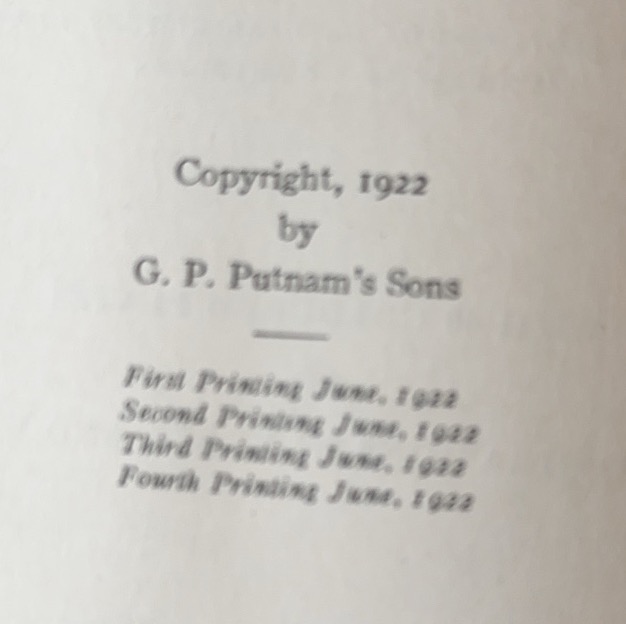 Copyright, 1922
by
G. P. Putnam's Sons
First Printing June, 1922
Second Printing June, 1922
Third Printing June, 1922
Fourth Printing June, 1922